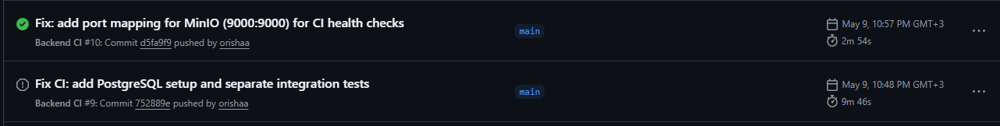 Fix: add port mapping for MinIO (9000:9000) for CI health checks
Backend CI #10: Commit d5fa9f9 pushed by orishaa
main
May 9, 10:57 PM GMT+3
2m 54s
Fix CI: add PostgreSQL setup and separate integration tests
Backend CI #9: Commit 752889e pushed by orishaa
main
May 9, 10:48 PM GMT+3
9m 46s